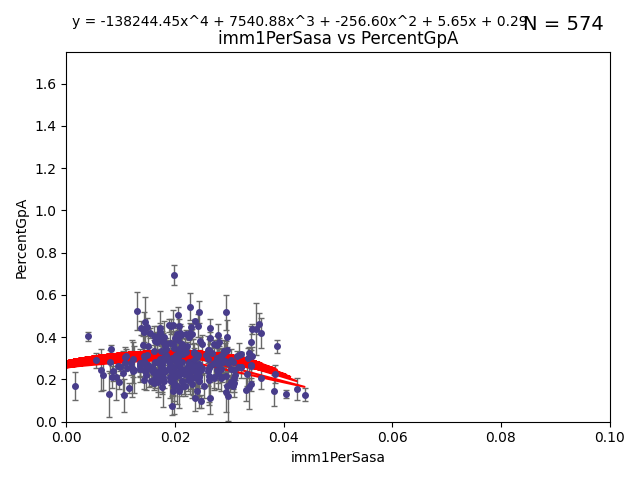 y = -138244.45x^4 + 7540.88x^3 + -256.60x^2 + 5.65x + 0.29
N = 574
imm1PerSasa vs PercentGpA
PercentGpA
1.6
1.4
1.2
1.0
0.8
0.6
0.4
0.2
0.0
0.00 0.02 0.04 0.06 0.08 0.10
imm1PerSasa